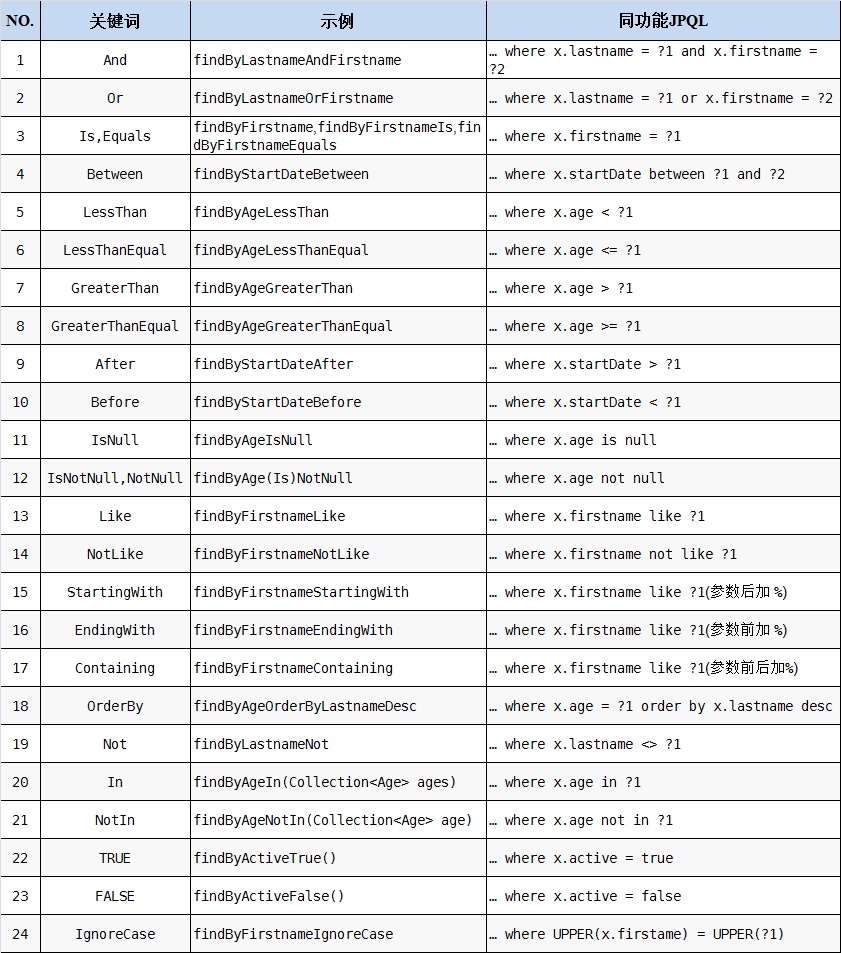 NO. 关键词 示例 同功能JPQL
1 And findByLastnameAndFirstname … where x.lastname = ?1 and x.firstname =
?2
2 Or findByLastnameOrFirstname … where x.lastname = ?1 or x.firstname = ?2
3 Is,Equals findByFirstname,findByFirstnameIs,fin
dByFirstnameEquals … where x.firstname = ?1
4 Between findByStartDateBetween … where x.startDate between ?1 and ?2
5 LessThan findByAgeLessThan … where x.age < ?1
6 LessThanEqual findByAgeLessThanEqual … where x.age <= ?1
7 GreaterThan findByAgeGreaterThan … where x.age > ?1
8 GreaterThanEqual findByAgeGreaterThanEqual … where x.age >= ?1
9 After findByStartDateAfter … where x.startDate > ?1
10 Before findByStartDateBefore … where x.startDate < ?1
11 IsNull findByAgeIsNull … where x.age is null
12 IsNotNull,NotNull findByAge(Is)NotNull … where x.age not null
13 Like findByFirstnameLike … where x.firstname like ?1
14 NotLike findByFirstnameNotLike … where x.firstname not like ?1
15 StartingWith findByFirstnameStartingWith … where x.firstname like ?1(参数后加 %)
16 EndingWith findByFirstnameEndingWith … where x.firstname like ?1(参数前加 %)
17 Containing findByFirstnameContaining … where x.firstname like ?1(参数前后加%)
18 OrderBy findByAgeOrderByLastnameDesc … where x.age = ?1 order by x.lastname desc
19 Not findByLastnameNot … where x.lastname <> ?1
20 In findByAgeIn(Collection<Age> ages) … where x.age in ?1
21 NotIn findByAgeNotIn(Collection<Age> age) … where x.age not in ?1
22 TRUE findByActiveTrue() … where x.active = true
23 FALSE findByActiveFalse() … where x.active = false
24 IgnoreCase findByFirstnameIgnoreCase … where UPPER(x.firstame) = UPPER(?1)